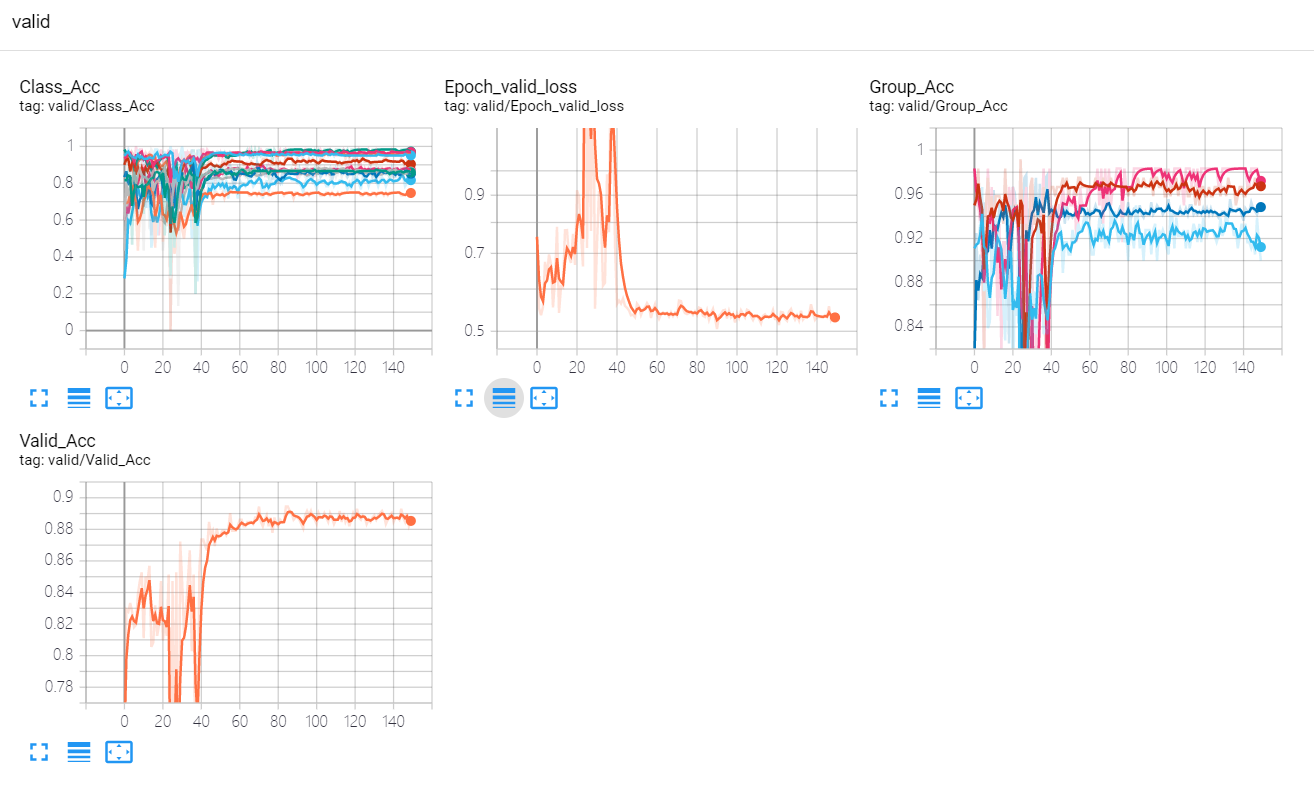 valid
Class_Acc
tag: valid/Class_Acc
1
0.8
0.6
0.4
0.2
0
0 20 40 60 80 100 120 140
Epoch_valid_loss
tag: valid/Epoch_valid_loss
0.9
0.7
0.5
0 20 40 60 80 100 120 140
Group_Acc
tag: valid/Group_Acc
1
0.96
0.92
0.88
0.84
0 20 40 60 80 100 120 140
Valid_Acc
tag: valid/Valid_Acc
0.9
0.88
0.86
0.84
0.82
0.8
0.78
0 20 40 60 80 100 120 140